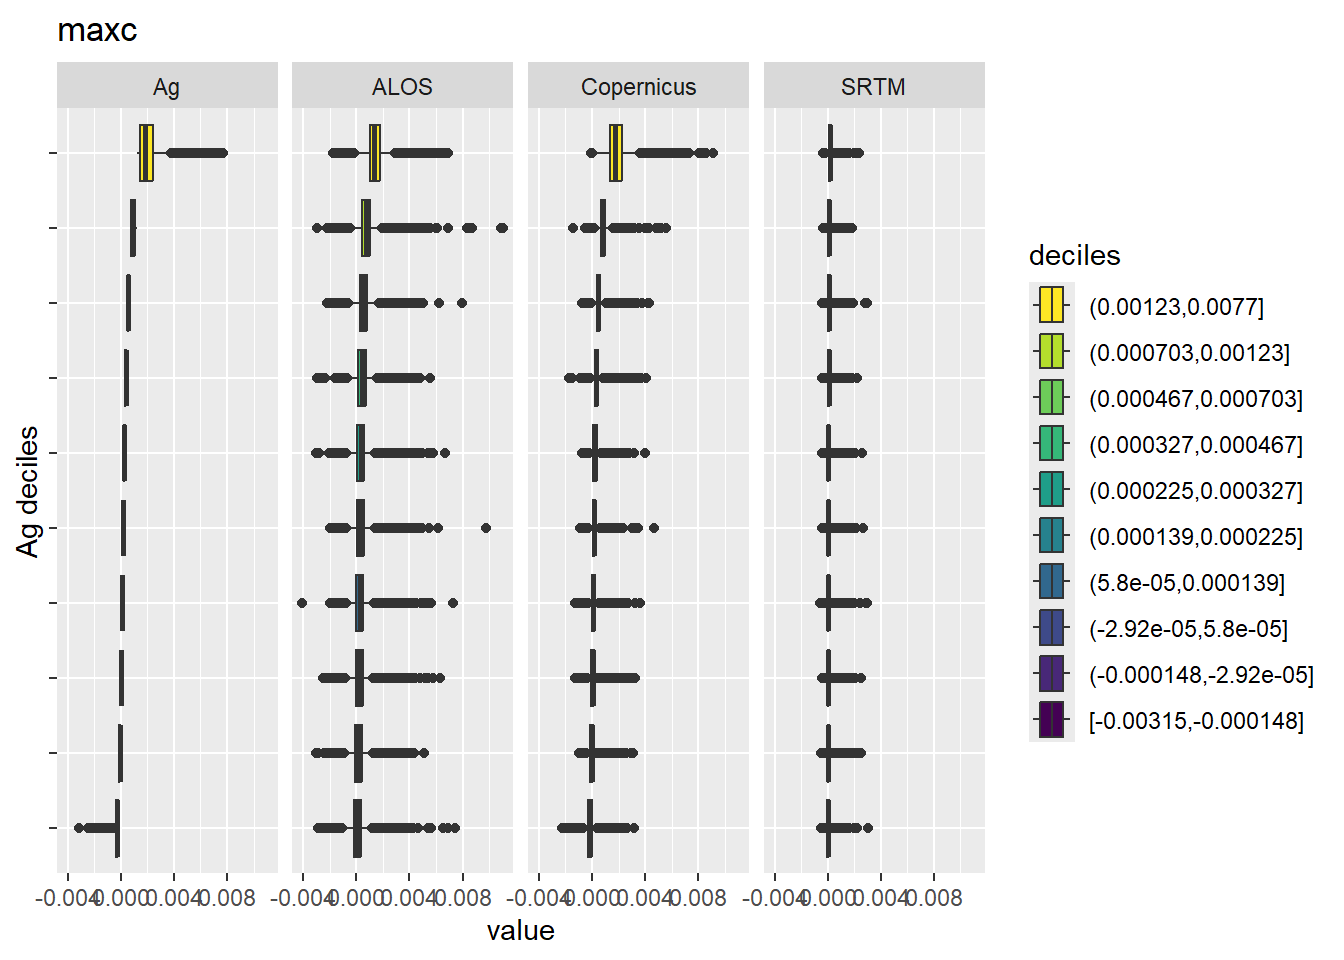 maxc
Ag
ALOS
Copernicus
SRTM
Ag deciles
-0.004 0.000 0.004 0.008
-0.004 0.000 0.004 0.008
-0.004 0.000 0.004 0.008
-0.004 0.000 0.004 0.008
value
deciles
(0.00123,0.0077]
(0.000703,0.00123]
(0.000467,0.000703]
(0.000327,0.000467]
(0.000225,0.000327]
(0.000139,0.000225]
(5.8e-05,0.000139]
(-2.92e-05,5.8e-05]
(-0.000148,-2.92e-05]
[-0.00315,-0.000148]